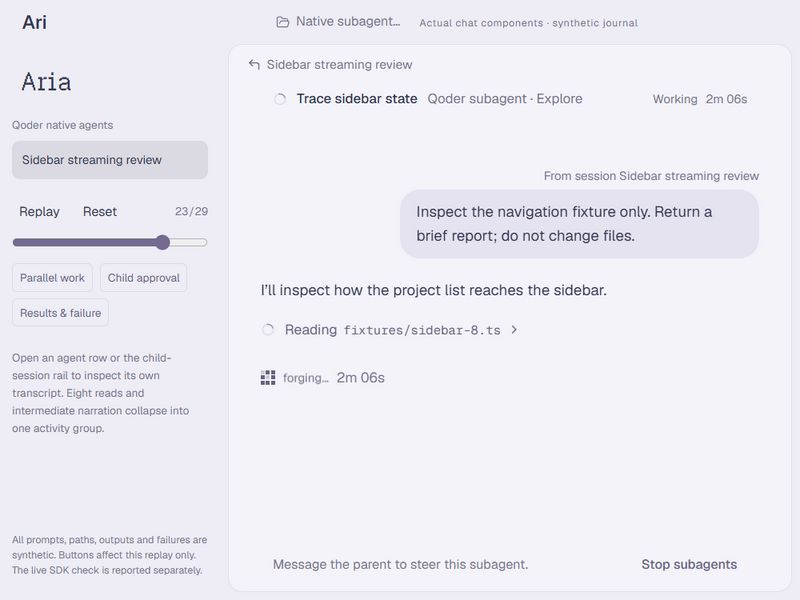 Ari
Native subagent...
Actual chat components · synthetic journal
Aria
Qoder native agents
Sidebar streaming review
Replay Reset 23/29
Parallel work Child approval
Results & failure
Open an agent row or the child-
session rail to inspect its own
transcript. Eight reads and
intermediate narration collapse into
one activity group.
All prompts, paths, outputs and failures are
synthetic. Buttons affect this replay only.
The live SDK check is reported separately.
Sidebar streaming review
Trace sidebar state Qoder subagent · Explore Working 2m 06s
From session Sidebar streaming review
Inspect the navigation fixture only. Return a
brief report; do not change files.
I’ll inspect how the project list reaches the sidebar.
Reading fixtures/sidebar-8.ts
forging... 2m 06s
Message the parent to steer this subagent. Stop subagents